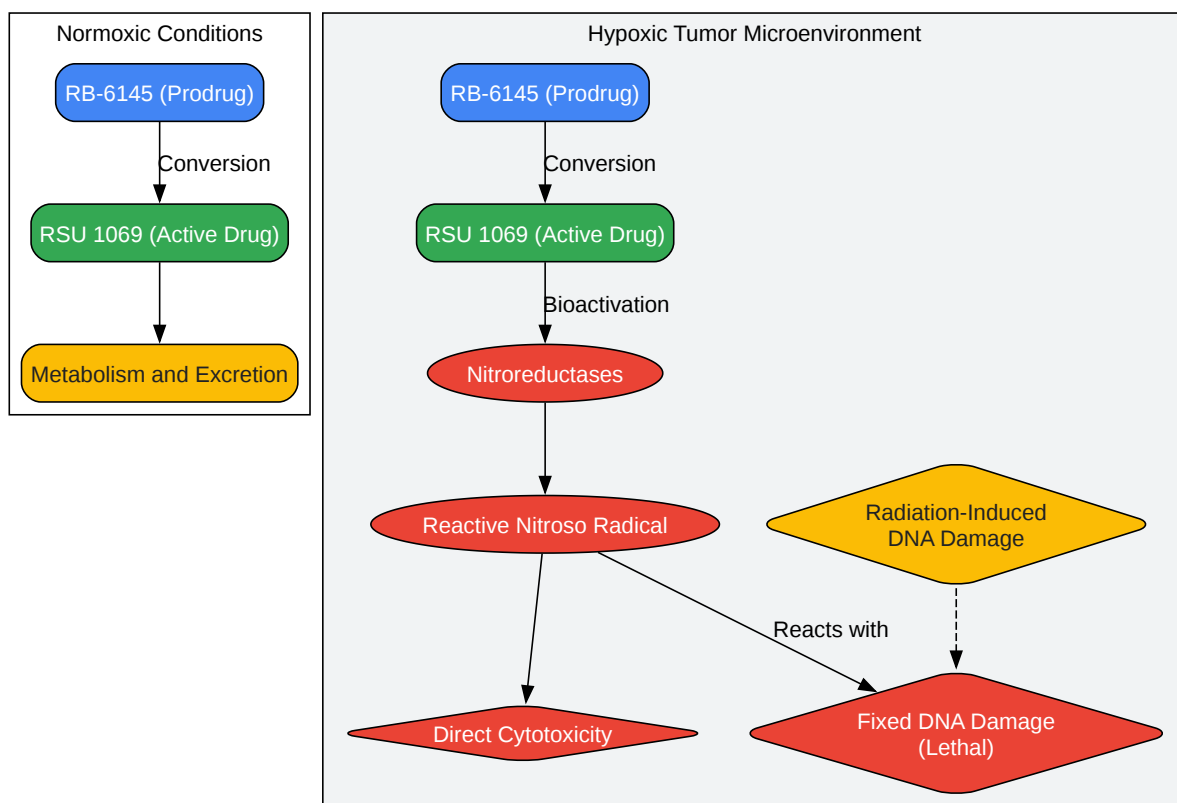 Normoxic Conditions
RB-6145 (Prodrug)
Conversion
RSU 1069 (Active Drug)
Metabolism and Excretion
Hypoxic Tumor Microenvironment
RB-6145 (Prodrug)
Conversion
RSU 1069 (Active Drug)
Bioactivation
Nitroreductases
Reactive Nitroso Radical
Radiation-Induced
DNA Damage
Reacts with
Direct Cytotoxicity
Fixed DNA Damage
(Lethal)